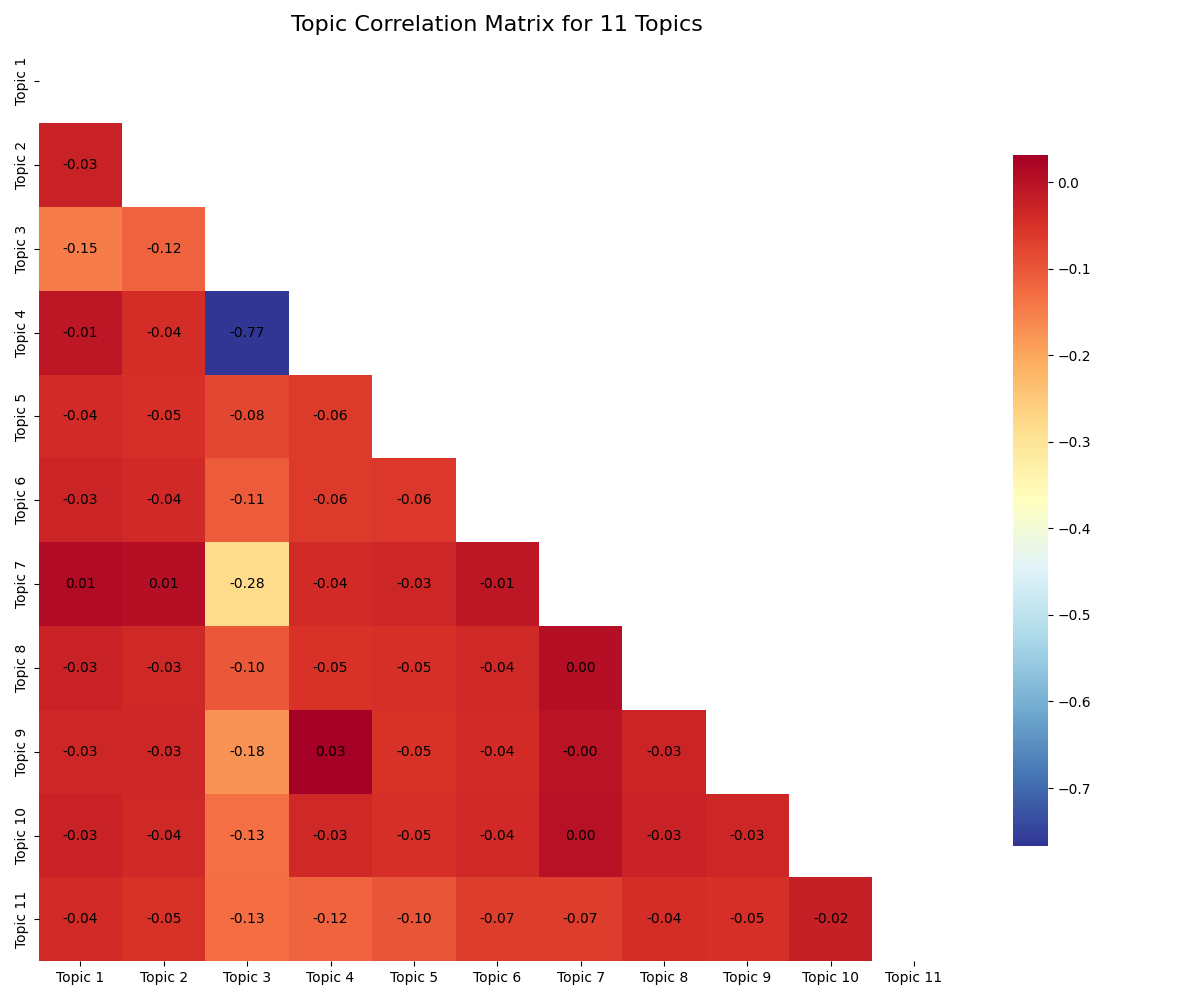 Topic Correlation Matrix for 11 Topics
Topic 1
Topic 2 -0.03
Topic 3 -0.15 -0.12
Topic 4 -0.01 -0.04 -0.77
Topic 5 -0.04 -0.05 -0.08 -0.06
Topic 6 -0.03 -0.04 -0.11 -0.06 -0.06
Topic 7 0.01 0.01 -0.28 -0.04 -0.03 -0.01
Topic 8 -0.03 -0.03 -0.10 -0.05 -0.05 -0.04 0.00
Topic 9 -0.03 -0.03 -0.18 0.03 -0.05 -0.04 -0.00 -0.03
Topic 10 -0.03 -0.04 -0.13 -0.03 -0.05 -0.04 0.00 -0.03 -0.03
Topic 11 -0.04 -0.05 -0.13 -0.12 -0.10 -0.07 -0.07 -0.04 -0.05 -0.02
Topic 1 Topic 2 Topic 3 Topic 4 Topic 5 Topic 6 Topic 7 Topic 8 Topic 9 Topic 10 Topic 11
0.0
−0.1
−0.2
−0.3
−0.4
−0.5
−0.6
−0.7